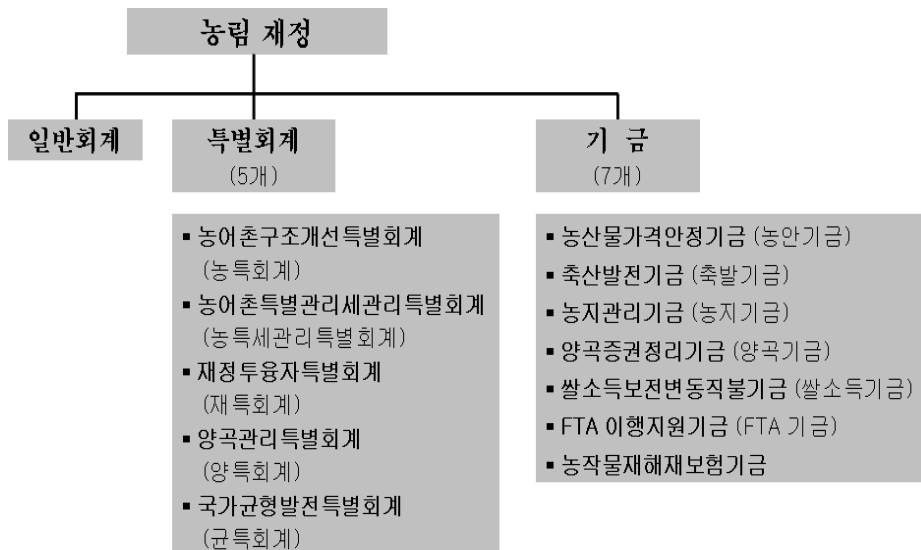 농림 재정
일반회계
특별회계
(5개)
기 금
(7개)
▪ 농어촌구조개선특별회계
(농특회계)
▪ 농어촌특별관리세관리특별회계
(농특세관리특별회계)
▪ 재정투융자특별회계
(재특회계)
▪ 양곡관리특별회계
(양특회계)
▪ 국가균형발전특별회계
(균특회계)
▪ 농산물가격안정기금 (농안기금)
▪ 축산발전기금 (축발기금)
▪ 농지관리기금 (농지기금)
▪ 양곡증권정리기금 (양곡기금)
▪ 쌀소득보전변동직불기금 (쌀소득기금)
▪ FTA 이행지원기금 (FTA 기금)
▪ 농작물재해재보험기금